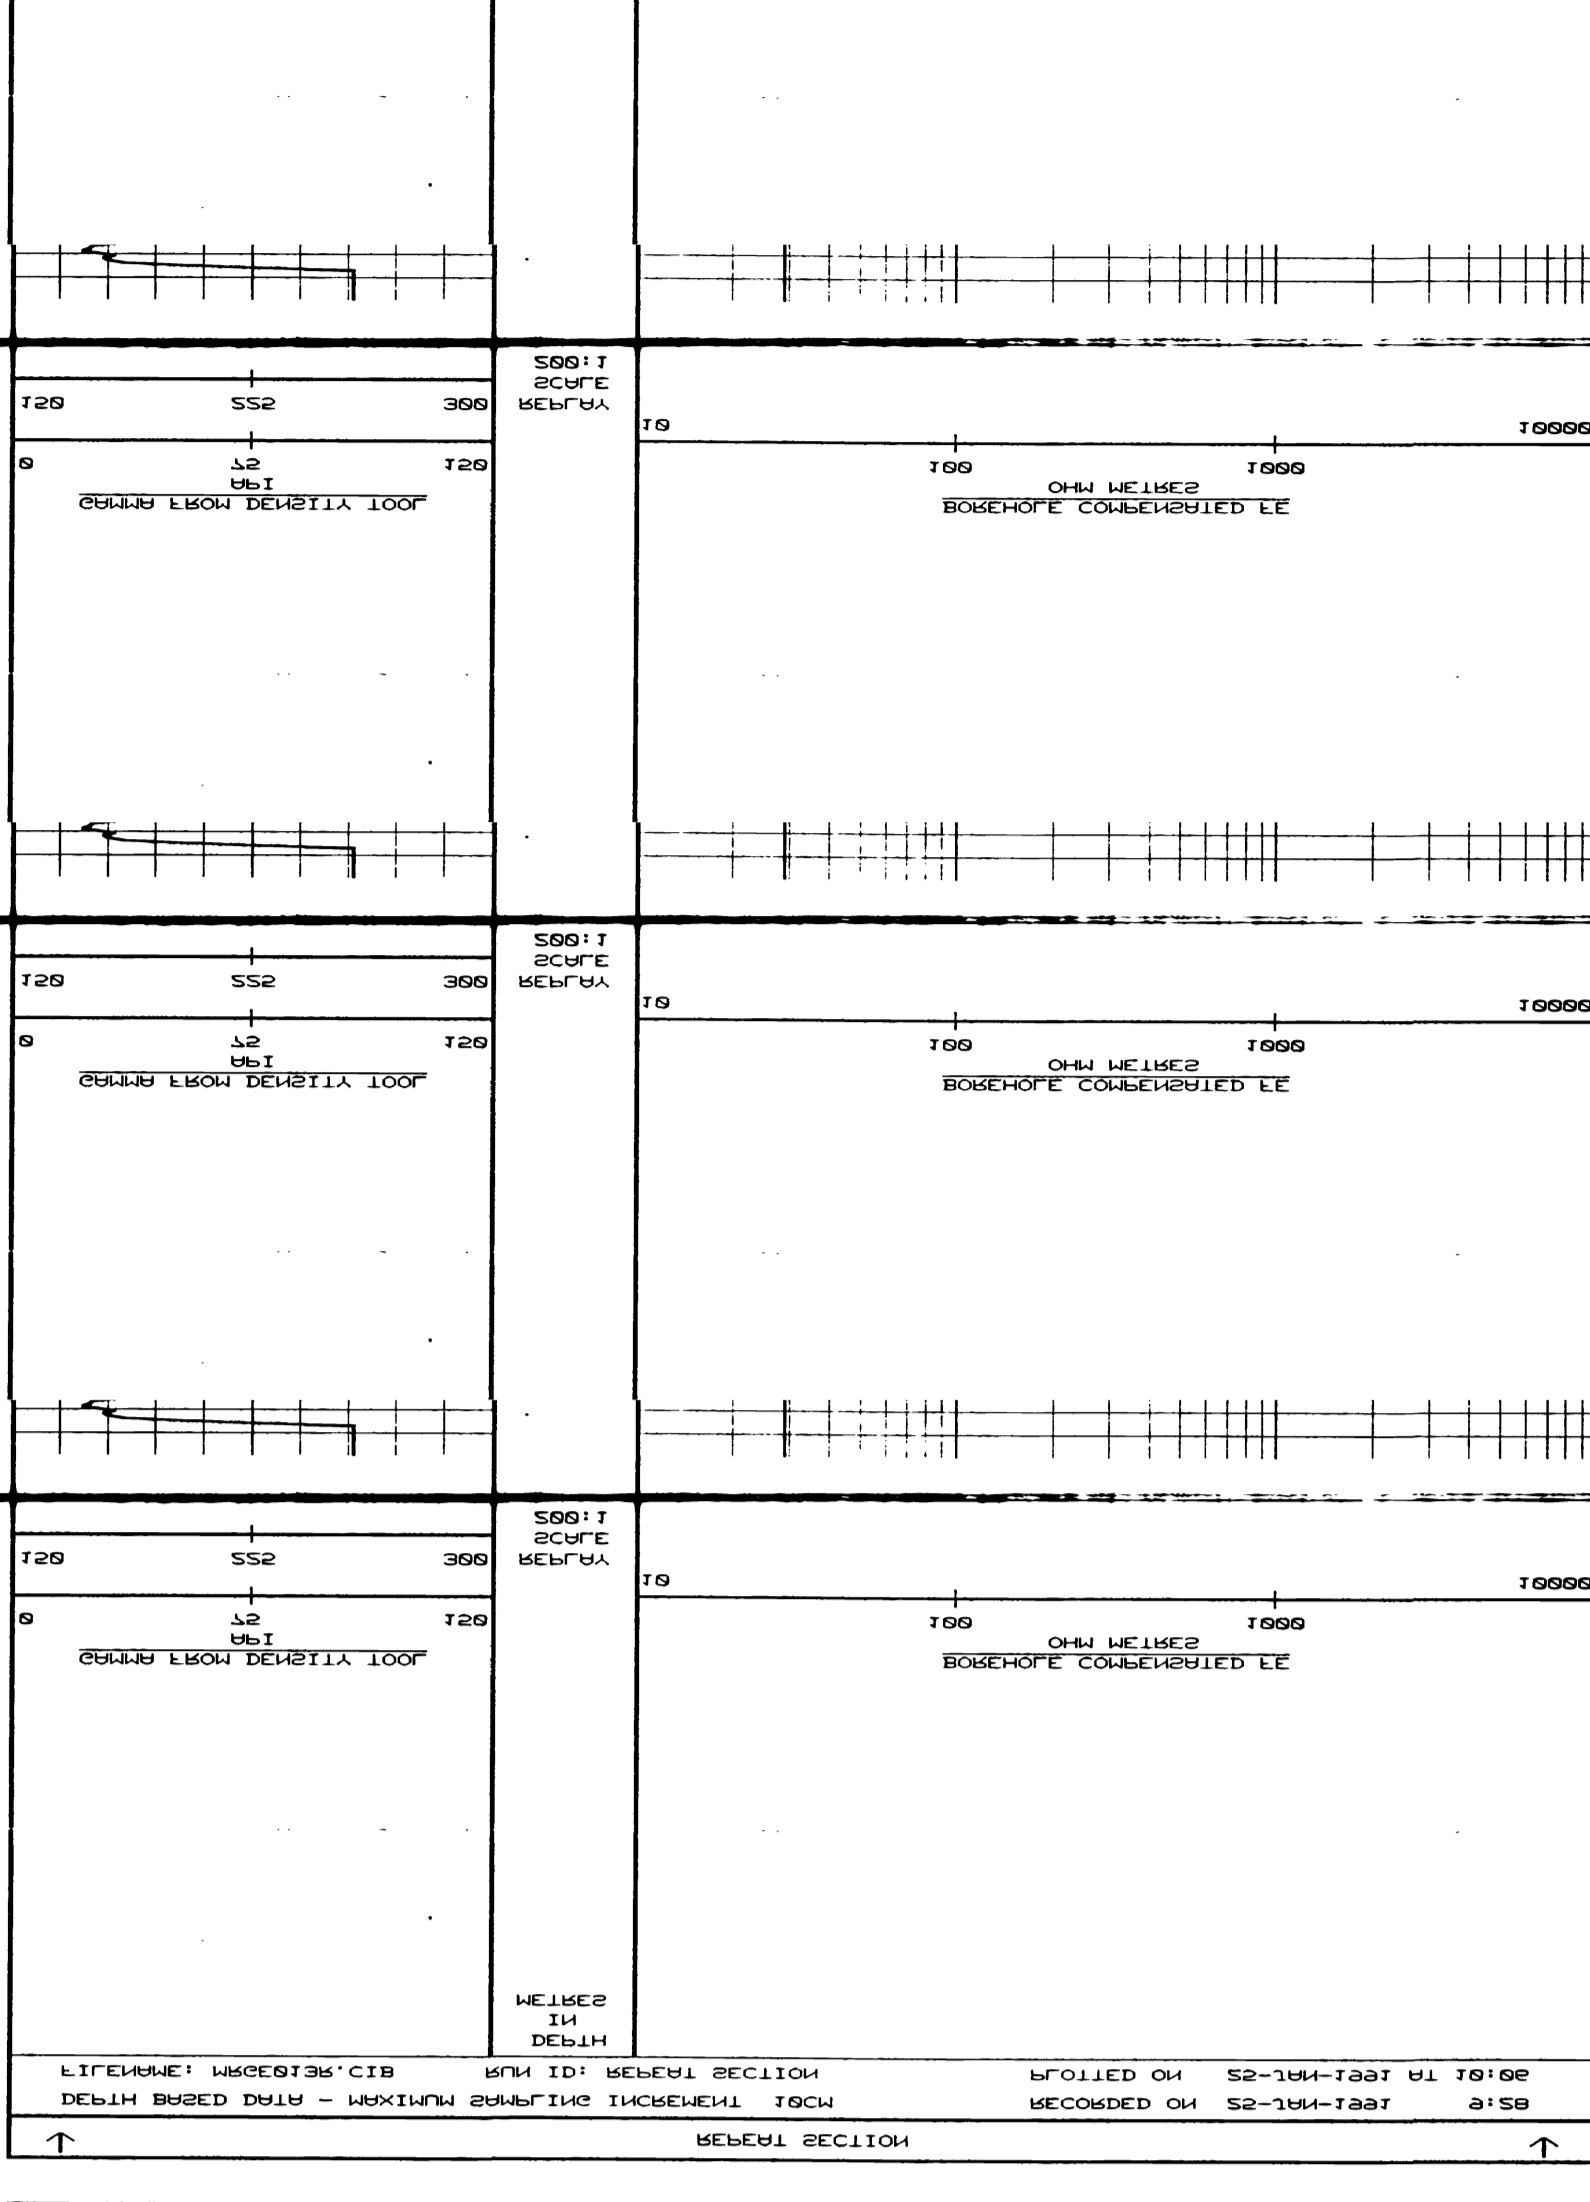 ↑ REPEAT SECTION ↑
DEPTH BASED DATA - MAXIMUM SAMPLING INCREMENT 10CM RECORDED ON 25-JAN-1991 9:28
FILENAME: MRGE013R.CIB RUN ID: REPEAT SECTION PLOTTED ON 25-JAN-1991 AT 10:06
DEPTH
IN
METRES
GAMMA FROM DENSITY TOOL
API
0 75 150
150 225 300
REPLAY
SCALE
200:1
BOREHOLE COMPENSATED FE
OHM METRES
100 1000
10 10000
GAMMA FROM DENSITY TOOL
API
0 75 150
150 225 300
REPLAY
SCALE
200:1
BOREHOLE COMPENSATED FE
OHM METRES
100 1000
10 10000
GAMMA FROM DENSITY TOOL
API
0 75 150
150 225 300
REPLAY
SCALE
200:1
BOREHOLE COMPENSATED FE
OHM METRES
100 1000
10 10000